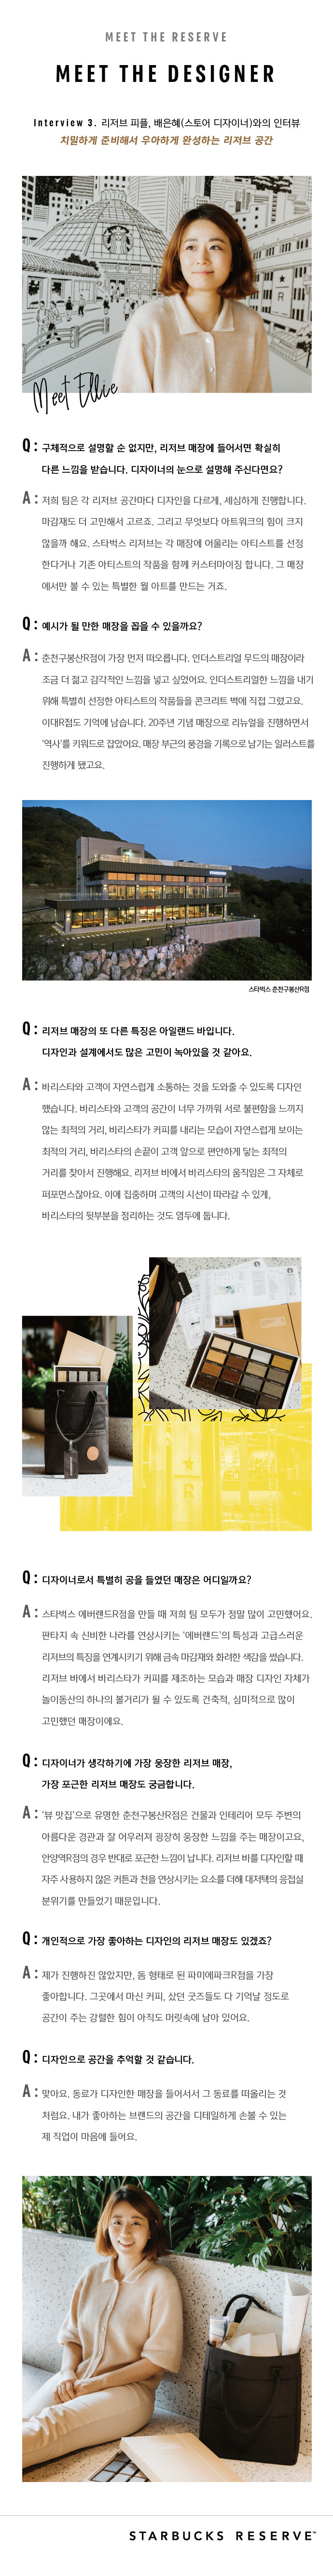 MEET THE RESERVE
MEET THE DESIGNER
Interview 3. 리저브 피플, 배은혜(스토어 디자이너)와의 인터뷰
치밀하게 준비해서 우아하게 완성하는 리저브 공간
R
Meet Ellie
Q : 구체적으로 설명할 순 없지만, 리저브 매장에 들어서면 확실히
다른 느낌을 받습니다. 디자이너의 눈으로 설명해 주신다면요?
A : 저희 팀은 각 리저브 공간마다 디자인을 다르게, 세심하게 진행합니다.
마감재도 더 고민해서 고르죠. 그리고 무엇보다 아트워크의 힘이 크지
않을까 해요. 스타벅스 리저브는 각 매장에 어울리는 아티스트를 선정
한다거나 기존 아티스트의 작품을 함께 커스터마이징 합니다. 그 매장
에서만 볼 수 있는 특별한 월 아트를 만드는 거죠.
Q : 예시가 될 만한 매장을 꼽을 수 있을까요?
A : 춘천구봉산R점이 가장 먼저 떠오릅니다. 인더스트리얼 무드의 매장이라
조금 더 젊고 감각적인 느낌을 넣고 싶었어요. 인더스트리얼한 느낌을 내기
위해 특별히 선정한 아티스트의 작품들을 콘크리트 벽에 직접 그렸고요.
이대R점도 기억에 남습니다. 20주년 기념 매장으로 리뉴얼을 진행하면서
‘역사’를 키워드로 잡았어요. 매장 부근의 풍경을 기록으로 남기는 일러스트를
진행하게 됐고요.
스타벅스 춘천구봉산R점
Q : 리저브 매장의 또 다른 특징은 아일랜드 바입니다.
디자인과 설계에서도 많은 고민이 녹아있을 것 같아요.
A : 바리스타와 고객이 자연스럽게 소통하는 것을 도와줄 수 있도록 디자인
했습니다. 바리스타와 고객의 공간이 너무 가까워 서로 불편함을 느끼지
않는 최적의 거리, 바리스타가 커피를 내리는 모습이 자연스럽게 보이는
최적의 거리, 바리스타의 손끝이 고객 앞으로 편안하게 닿는 최적의
거리를 찾아서 진행해요. 리저브 바에서 바리스타의 움직임은 그 자체로
퍼포먼스잖아요. 이에 집중하며 고객의 시선이 따라갈 수 있게,
바리스타의 뒷부분을 정리하는 것도 염두에 둡니다.
R
Q : 디자이너로서 특별히 공을 들였던 매장은 어디일까요?
A : 스타벅스 에버랜드R점을 만들 때 저희 팀 모두가 정말 많이 고민했어요.
판타지 속 신비한 나라를 연상시키는 ‘에버랜드’의 특성과 고급스러운
리저브의 특징을 연계시키기 위해 금속 마감재와 화려한 색감을 썼습니다.
리저브 바에서 바리스타가 커피를 제조하는 모습과 매장 디자인 자체가
놀이동산의 하나의 볼거리가 될 수 있도록 건축적, 심미적으로 많이
고민했던 매장이에요.
Q : 디자이너가 생각하기에 가장 웅장한 리저브 매장,
가장 포근한 리저브 매장도 궁금합니다.
A : ‘뷰 맛집’으로 유명한 춘천구봉산R점은 건물과 인테리어 모두 주변의
아름다운 경관과 잘 어우러져 굉장히 웅장한 느낌을 주는 매장이고요,
안양역R점의 경우 반대로 포근한 느낌이 납니다. 리저브 바를 디자인할 때
자주 사용하지 않은 커튼과 천을 연상시키는 요소를 더해 대저택의 응접실
분위기를 만들었기 때문입니다.
Q : 개인적으로 가장 좋아하는 디자인의 리저브 매장도 있겠죠?
A : 제가 진행하진 않았지만, 돔 형태로 된 파미에파크R점을 가장
좋아합니다. 그곳에서 마신 커피, 샀던 굿즈들도 다 기억날 정도로
공간이 주는 강렬한 힘이 아직도 머릿속에 남아 있어요.
Q : 디자인으로 공간을 추억할 것 같습니다.
A : 맞아요. 동료가 디자인한 매장을 들어서서 그 동료를 떠올리는 것
처럼요. 내가 좋아하는 브랜드의 공간을 디테일하게 손볼 수 있는
제 직업이 마음에 들어요.
STARBUCKS RESERVE™